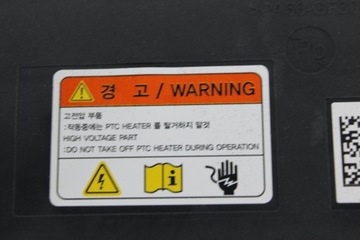 경 고 / WARNING
고전압 부품
:작동중에는 PTC HEATER 를 탈거하지 말것
HIGH VOLTAGE PART
:DO NOT TAKE OFF PTC HEATER DURING OPERATION